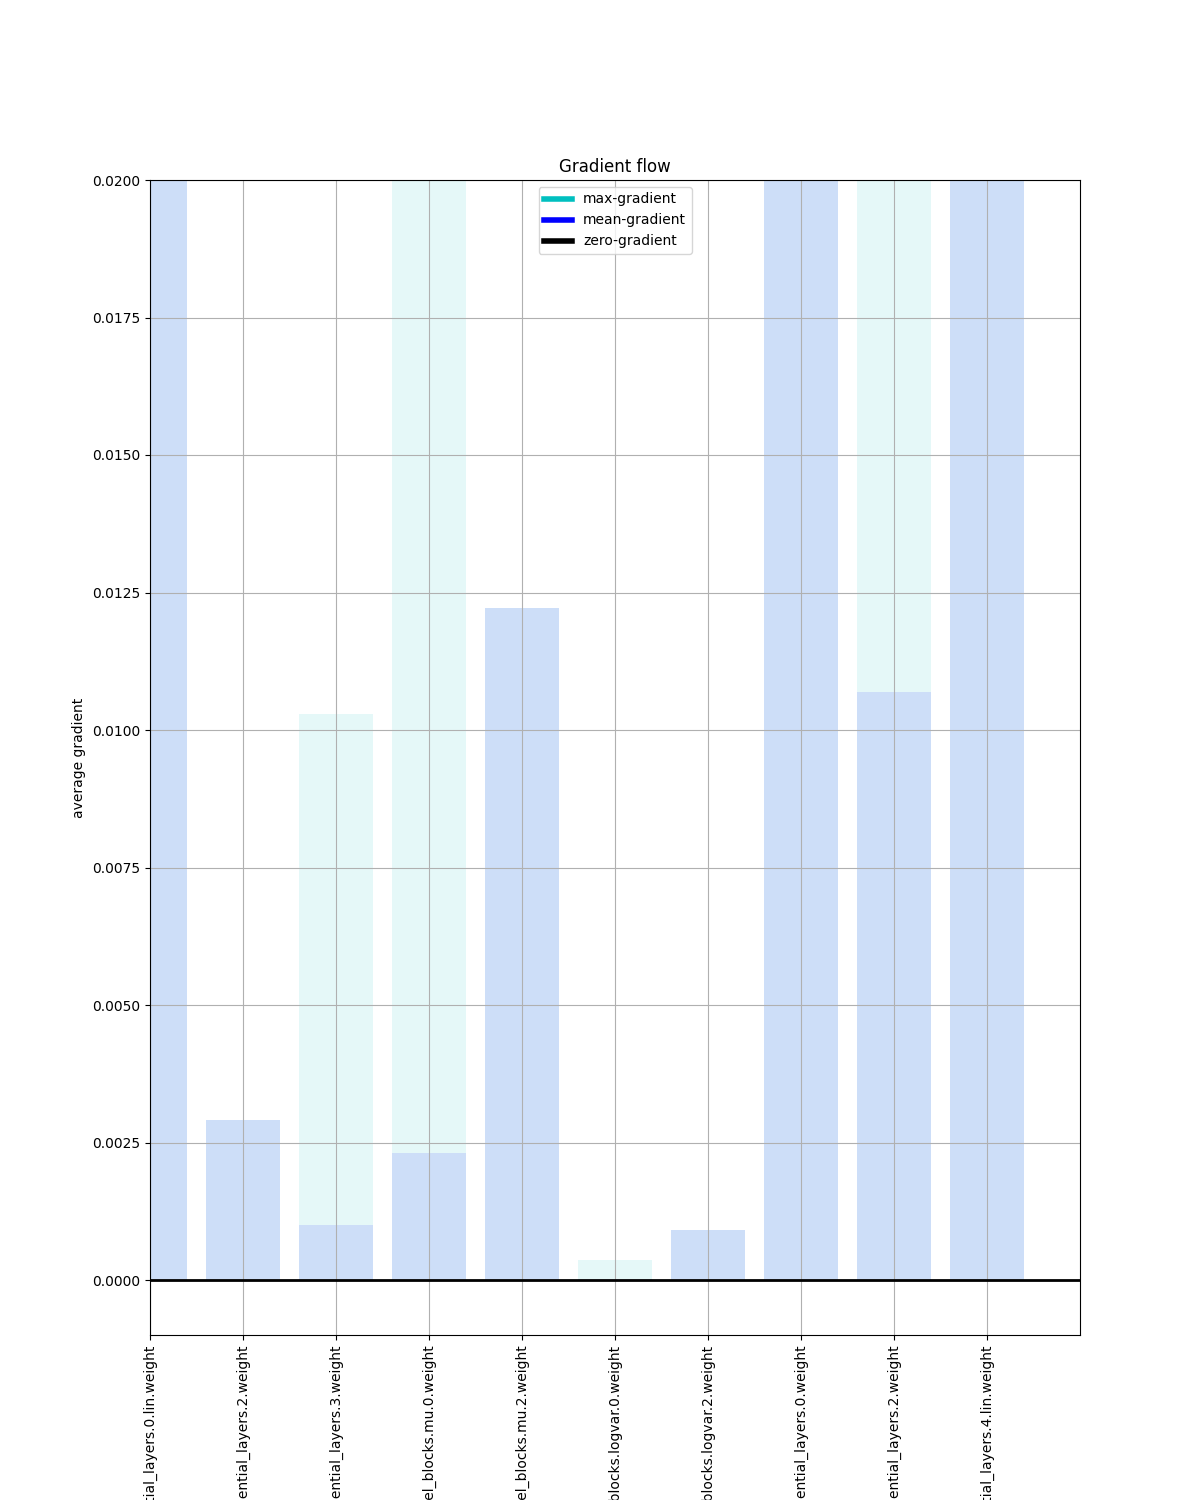 Gradient flow
max-gradient
mean-gradient
zero-gradient
0.0200
0.0175
0.0150
0.0125
0.0100
0.0075
0.0050
0.0025
0.0000
average gradient
tial_layers.0.lin.weight
ential_layers.2.weight
ential_layers.3.weight
el_blocks.mu.0.weight
el_blocks.mu.2.weight
blocks.logvar.0.weight
blocks.logvar.2.weight
ential_layers.0.weight
ential_layers.2.weight
tial_layers.4.lin.weight